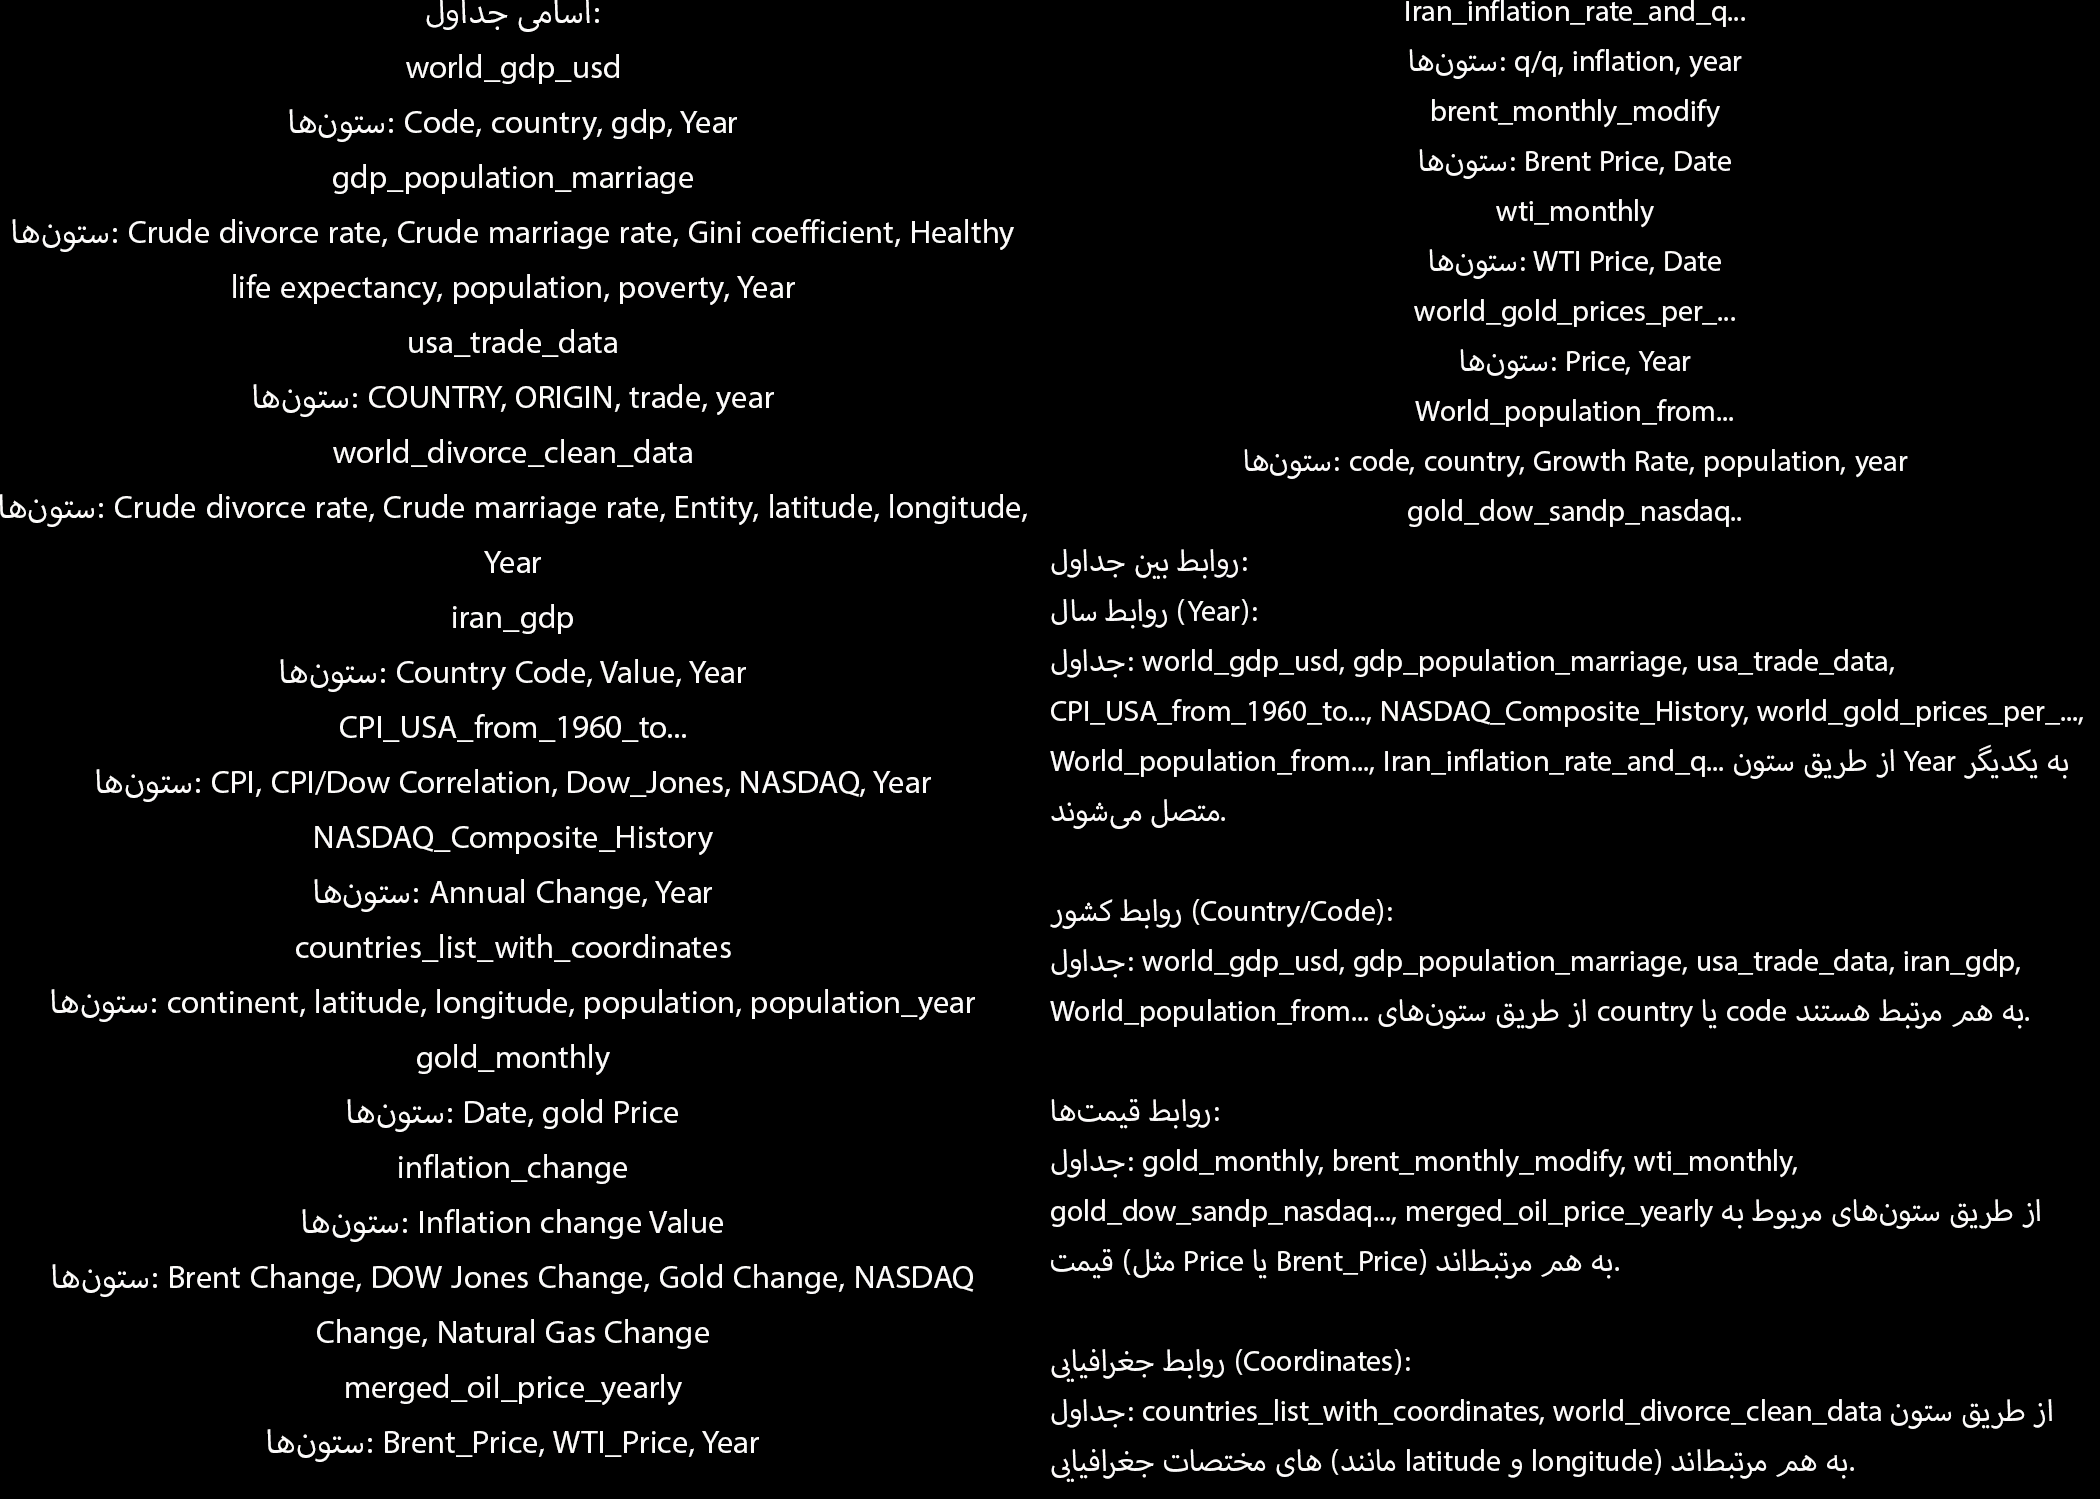 اسامی جداول:
world_gdp_usd
ستون‌ها: Code, country, gdp, Year
gdp_population_marriage
ستون‌ها: Crude divorce rate, Crude marriage rate, Gini coefficient, Healthy
life expectancy, population, poverty, Year
usa_trade_data
ستون‌ها: COUNTRY, ORIGIN, trade, year
world_divorce_clean_data
ستون‌ها: Crude divorce rate, Crude marriage rate, Entity, latitude, longitude,
Year
iran_gdp
ستون‌ها: Country Code, Value, Year
CPI_USA_from_1960_to...
ستون‌ها: CPI, CPI/Dow Correlation, Dow_Jones, NASDAQ, Year
NASDAQ_Composite_History
ستون‌ها: Annual Change, Year
countries_list_with_coordinates
ستون‌ها: continent, latitude, longitude, population, population_year
gold_monthly
ستون‌ها: Date, gold Price
inflation_change
ستون‌ها: Inflation change Value
ستون‌ها: Brent Change, DOW Jones Change, Gold Change, NASDAQ
Change, Natural Gas Change
merged_oil_price_yearly
ستون‌ها: Brent_Price, WTI_Price, Year
Iran_inflation_rate_and_q...
ستون‌ها: q/q, inflation, year
brent_monthly_modify
ستون‌ها: Brent Price, Date
wti_monthly
ستون‌ها: WTI Price, Date
world_gold_prices_per_...
ستون‌ها: Price, Year
World_population_from...
ستون‌ها: code, country, Growth Rate, population, year
gold_dow_sandp_nasdaq..
روابط بین جداول:
روابط سال (Year):
جداول: world_gdp_usd, gdp_population_marriage, usa_trade_data,
CPI_USA_from_1960_to..., NASDAQ_Composite_History, world_gold_prices_per_...,
World_population_from..., Iran_inflation_rate_and_q... از طریق ستون Year به یکدیگر
متصل می‌شوند.
روابط کشور (Country/Code):
جداول: world_gdp_usd, gdp_population_marriage, usa_trade_data, iran_gdp,
World_population_from... از طریق ستون‌های country یا code به هم مرتبط هستند.
روابط قیمت‌ها:
جداول: gold_monthly, brent_monthly_modify, wti_monthly,
gold_dow_sandp_nasdaq..., merged_oil_price_yearly از طریق ستون‌های مربوط به
قیمت (مثل Price یا Brent_Price) به هم مرتبط‌اند.
روابط جغرافیایی (Coordinates):
جداول: countries_list_with_coordinates, world_divorce_clean_data از طریق ستون
های مختصات جغرافیایی (مانند latitude و longitude) به هم مرتبط‌اند.